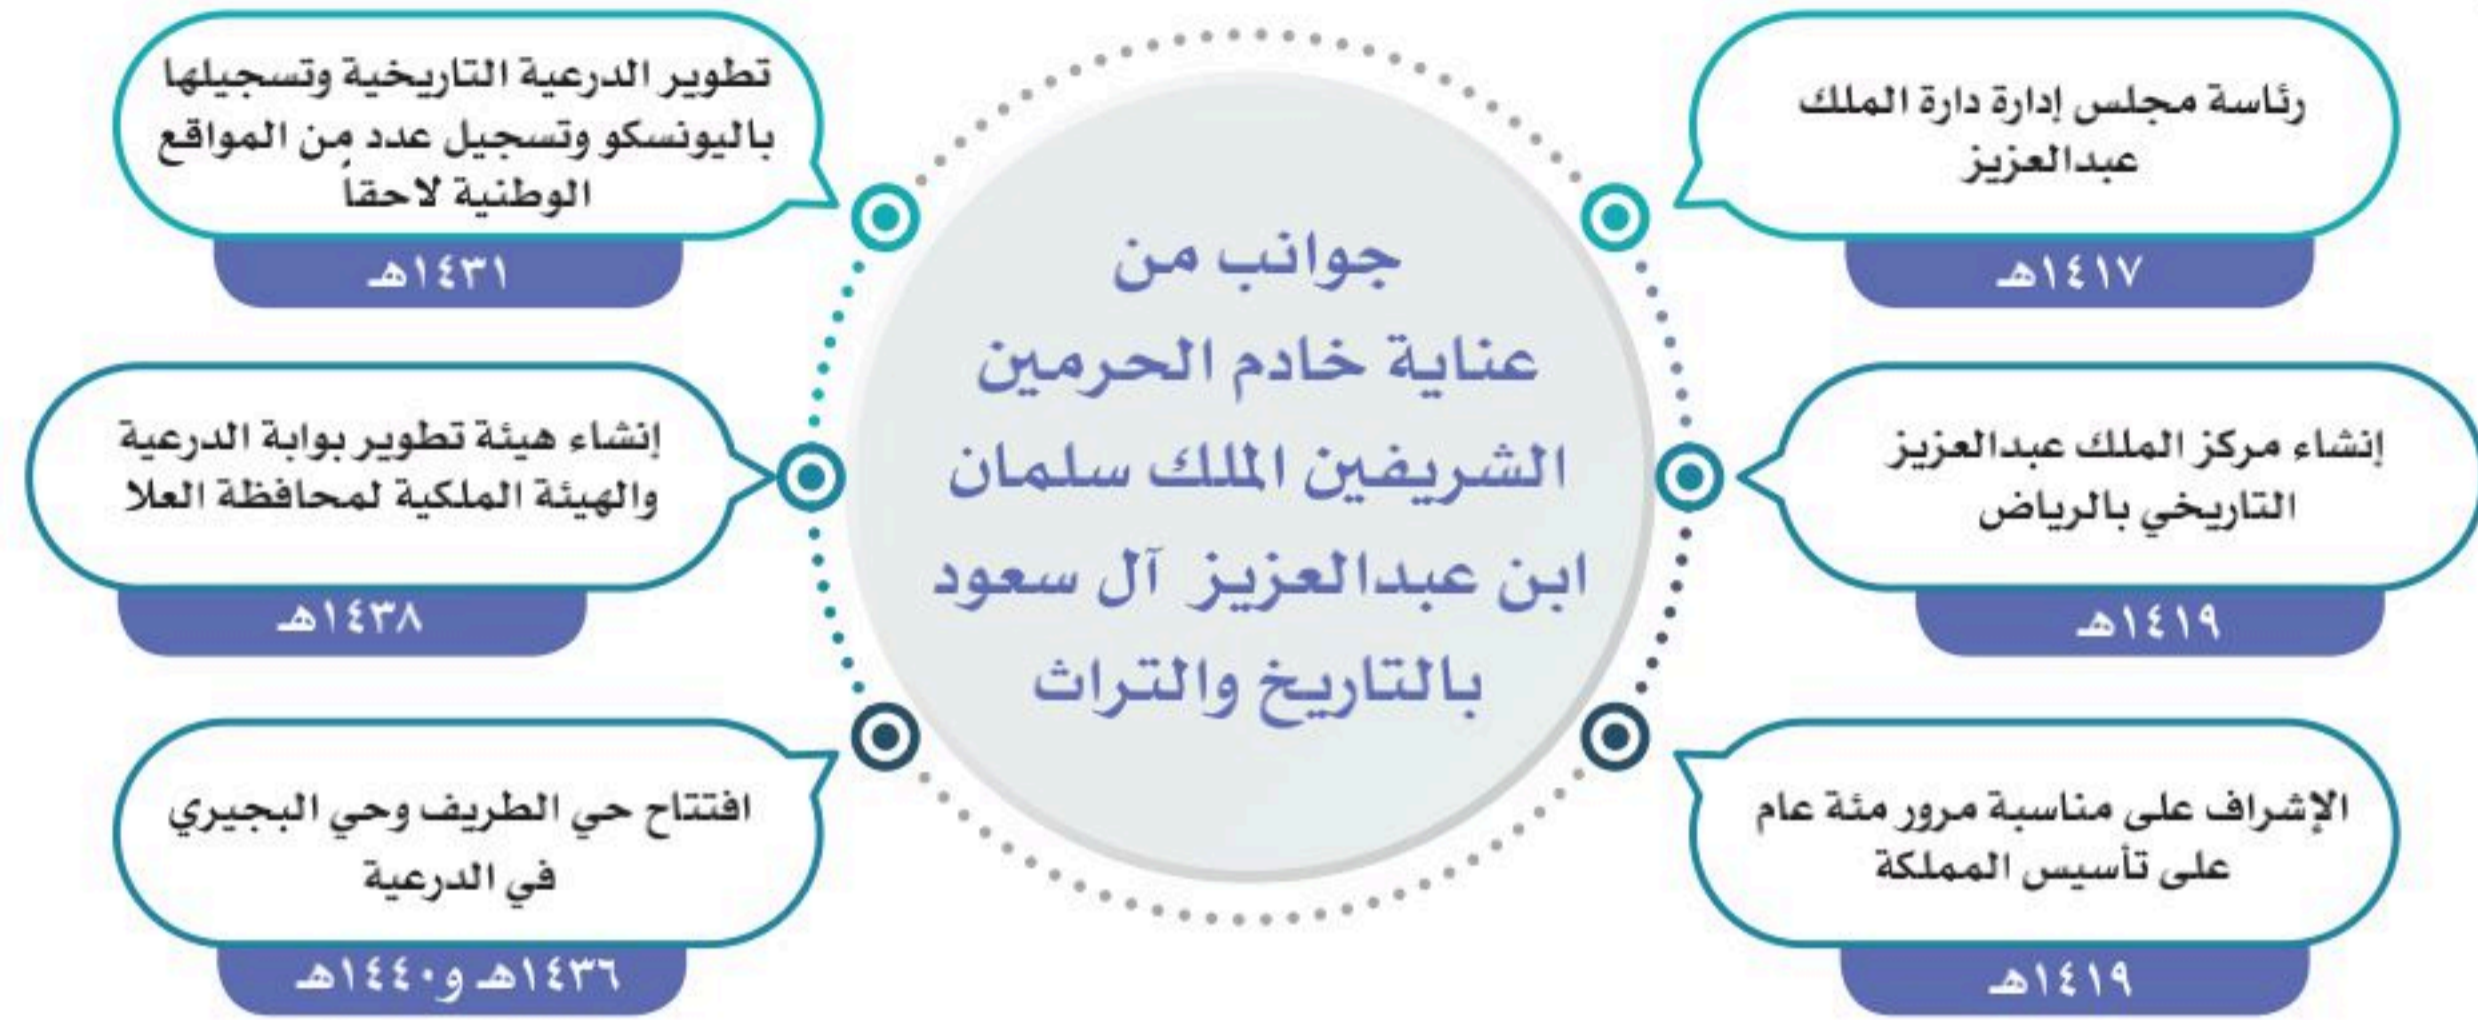 جوانب من
عناية خادم الحرمين
الشريفين الملك سلمان
ابن عبدالعزيز آل سعود
بالتاريخ والتراث
رئاسة مجلس إدارة دارة الملك
عبدالعزيز
١٤١٧هـ
إنشاء مركز الملك عبدالعزيز
التاريخي بالرياض
١٤١٩هـ
الإشراف على مناسبة مرور مئة عام
على تأسيس المملكة
١٤١٩هـ
تطوير الدرعية التاريخية وتسجيلها
باليونسكو وتسجيل عدد من المواقع
الوطنية لاحقاً
١٤٣١هـ
إنشاء هيئة تطوير بوابة الدرعية
والهيئة الملكية لمحافظة العلا
١٤٣٨هـ
افتتاح حي الطريف وحي البجيري
في الدرعية
١٤٣٦هـ و١٤٤٠هـ